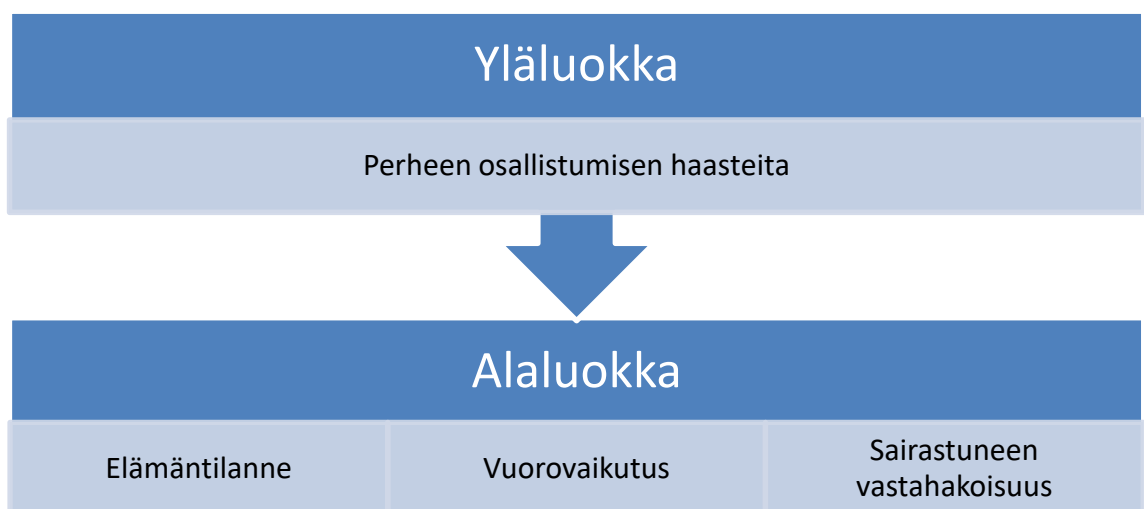 Yläluokka
Perheen osallistumisen haasteita
Alaluokka
Elämäntilanne
Vuorovaikutus
Sairastuneen
vastahakoisuus